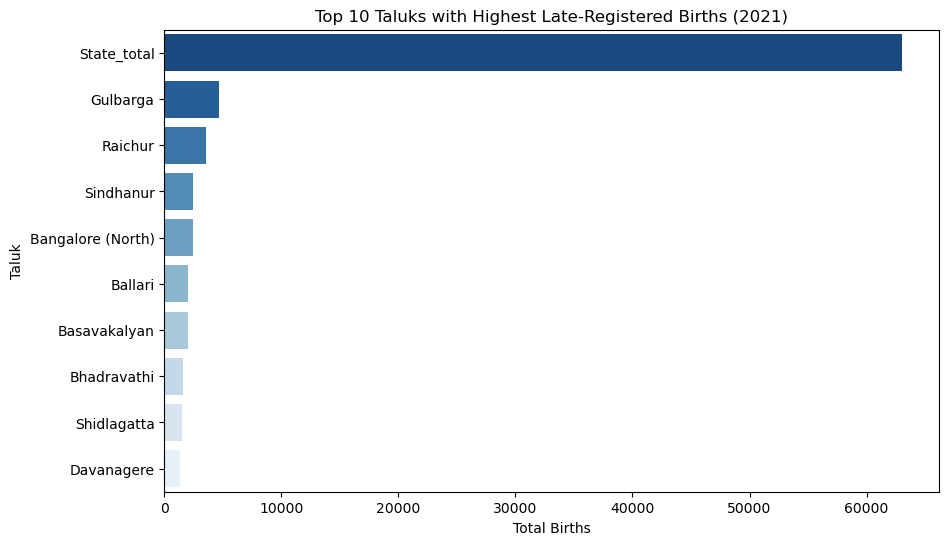 Top 10 Taluks with Highest Late-Registered Births (2021)
State_total
Gulbarga
Raichur
Sindhanur
Bangalore (North)
Ballari
Basavakalyan
Bhadravathi
Shidlagatta
Davanagere
Taluk
0 10000 20000 30000 40000 50000 60000
Total Births